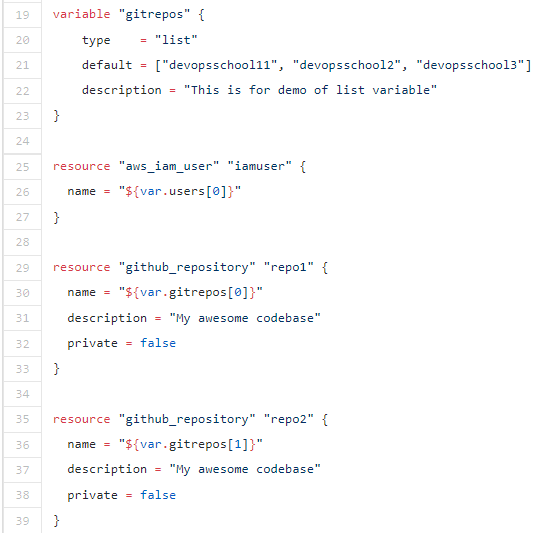 19 variable "gitrepos" {
20     type    = "list"
21     default = ["devopsschool11", "devopsschool2", "devopsschool3"]
22     description = "This is for demo of list variable"
23 }
24
25 resource "aws_iam_user" "iamuser" {
26   name = "${var.users[0]}"
27 }
28
29 resource "github_repository" "repo1" {
30   name = "${var.gitrepos[0]}"
31   description = "My awesome codebase"
32   private = false
33 }
34
35 resource "github_repository" "repo2" {
36   name = "${var.gitrepos[1]}"
37   description = "My awesome codebase"
38   private = false
39 }